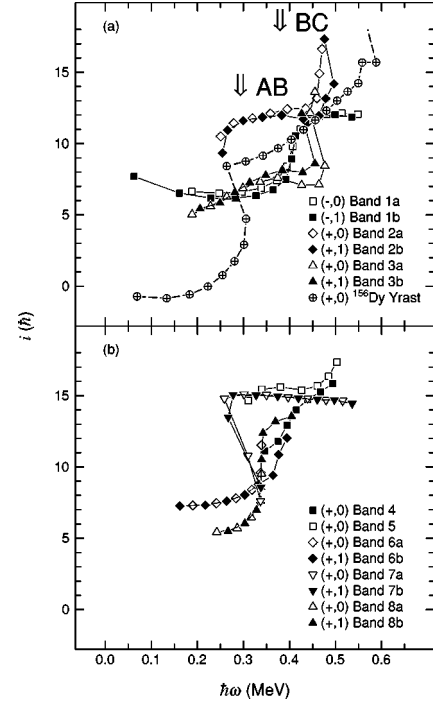 BC
(a)
AB
15
10
5
0
(-,0) Band 1a
(-,1) Band 1b
(+,0) Band 2a
(+,1) Band 2b
(+,0) Band 3a
(+,1) Band 3b
(+,0) ¹⁵⁶Dy Yrast
i (ħ)
(b)
15
10
5
0
(+,0) Band 4
(+,0) Band 5
(+,0) Band 6a
(+,1) Band 6b
(+,0) Band 7a
(+,1) Band 7b
(+,0) Band 8a
(+,1) Band 8b
0.0 0.1 0.2 0.3 0.4 0.5 0.6
ħω (MeV)